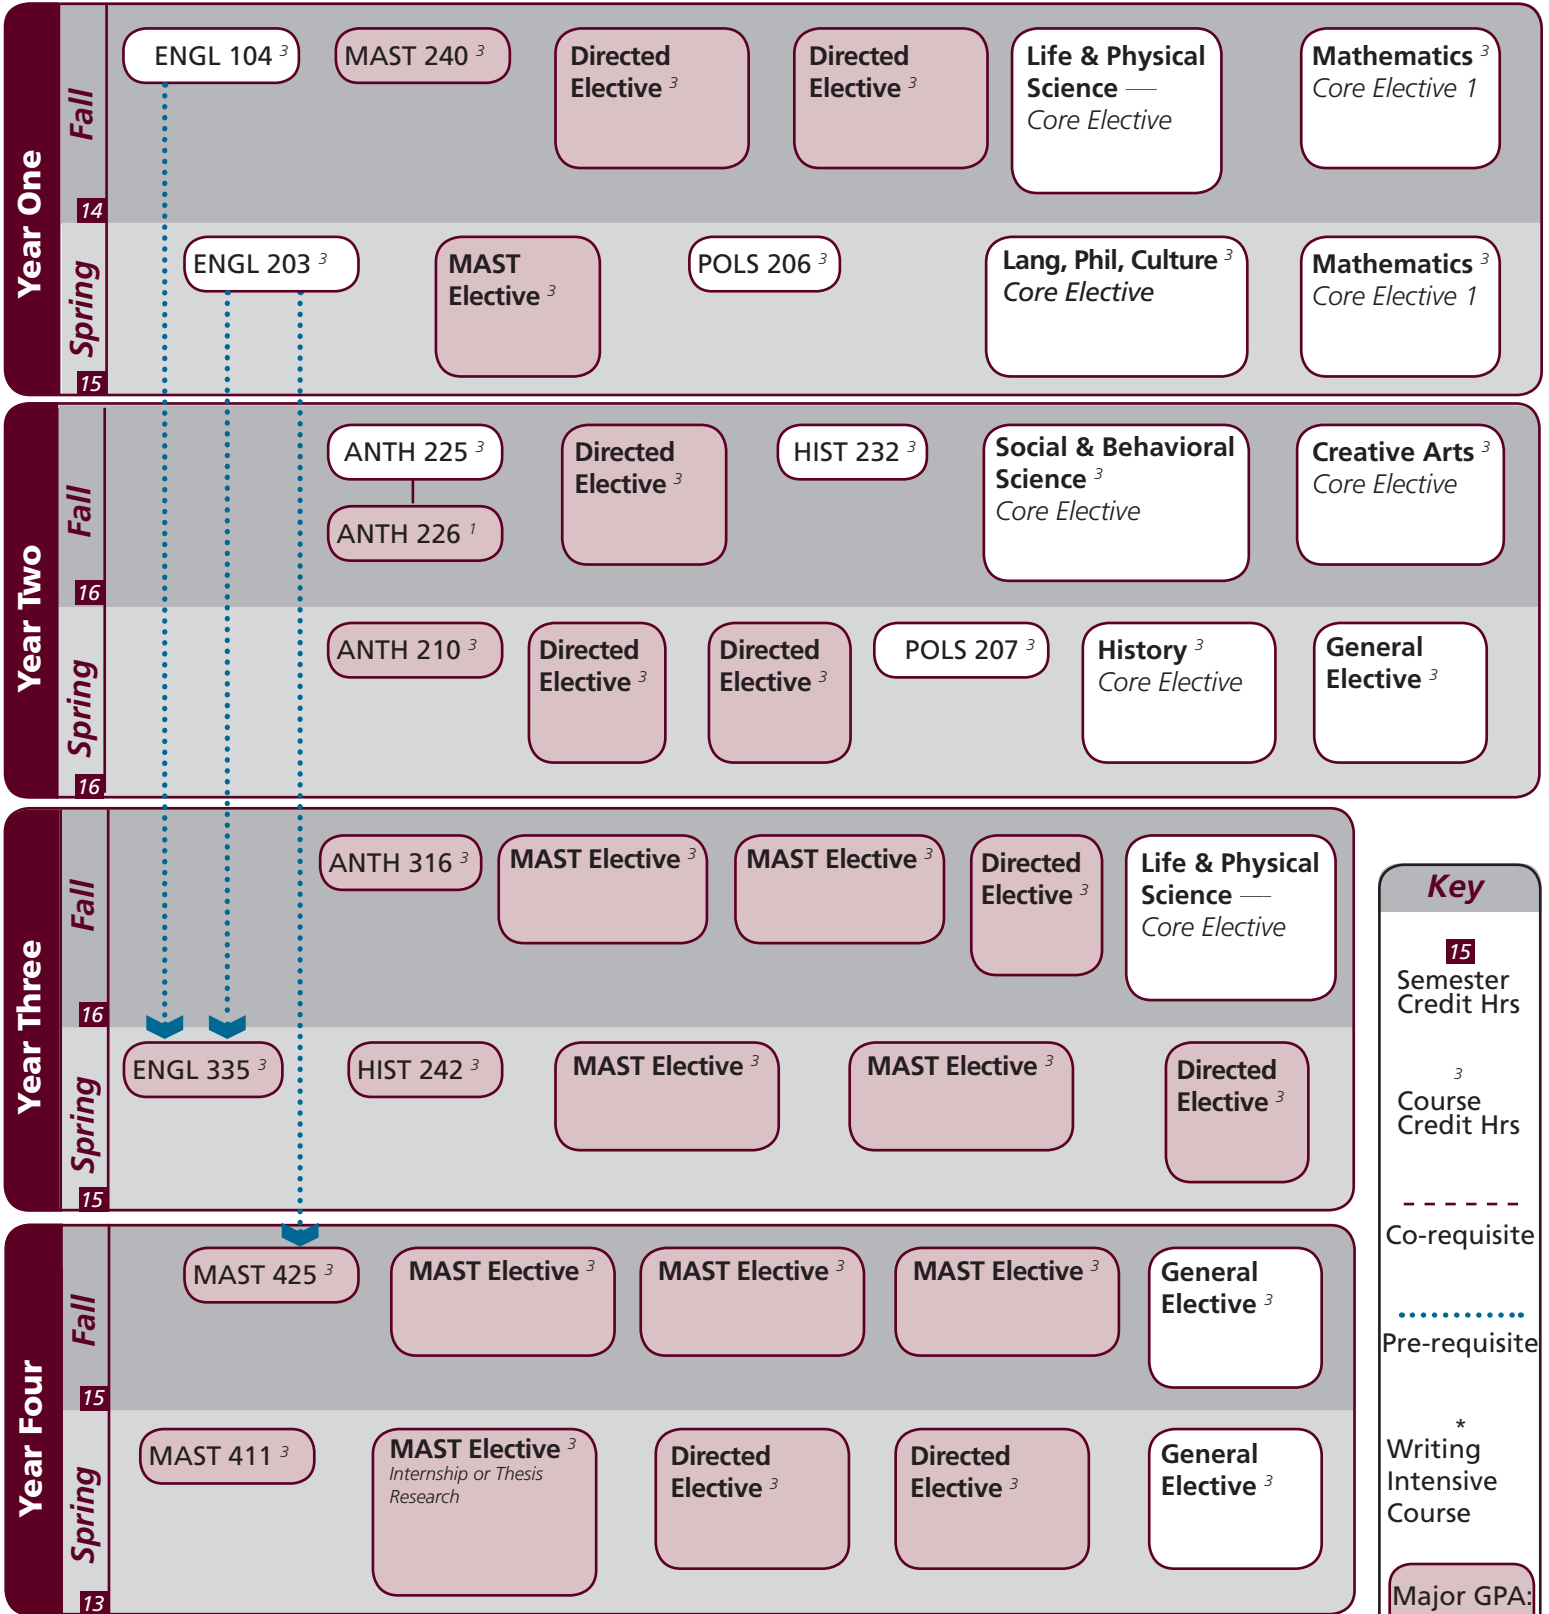 Year One
Fall
14
ENGL 104 3
MAST 240 3
Directed
Elective 3
Directed
Elective 3
Life & Physical
Science —
Core Elective
Mathematics 3
Core Elective 1
Spring
15
ENGL 203 3
MAST
Elective 3
POLS 206 3
Lang, Phil, Culture 3
Core Elective
Mathematics 3
Core Elective 1
Year Two
Fall
16
ANTH 225 3
ANTH 226 1
Directed
Elective 3
HIST 232 3
Social & Behavioral
Science 3
Core Elective
Creative Arts 3
Core Elective
Spring
16
ANTH 210 3
Directed
Elective 3
Directed
Elective 3
POLS 207 3
History 3
Core Elective
General
Elective 3
Year Three
Fall
16
ANTH 316 3
MAST Elective 3
MAST Elective 3
Directed
Elective 3
Life & Physical
Science —
Core Elective
Spring
15
ENGL 335 3
HIST 242 3
MAST Elective 3
MAST Elective 3
Directed
Elective 3
Year Four
Fall
15
MAST 425 3
MAST Elective 3
MAST Elective 3
MAST Elective 3
General
Elective 3
Spring
13
MAST 411 3
MAST Elective 3
Internship or Thesis
Research
Directed
Elective 3
Directed
Elective 3
General
Elective 3
Key
15
Semester
Credit Hrs
3
Course
Credit Hrs
Co-requisite
Pre-requisite
*
Writing
Intensive
Course
Major GPA: